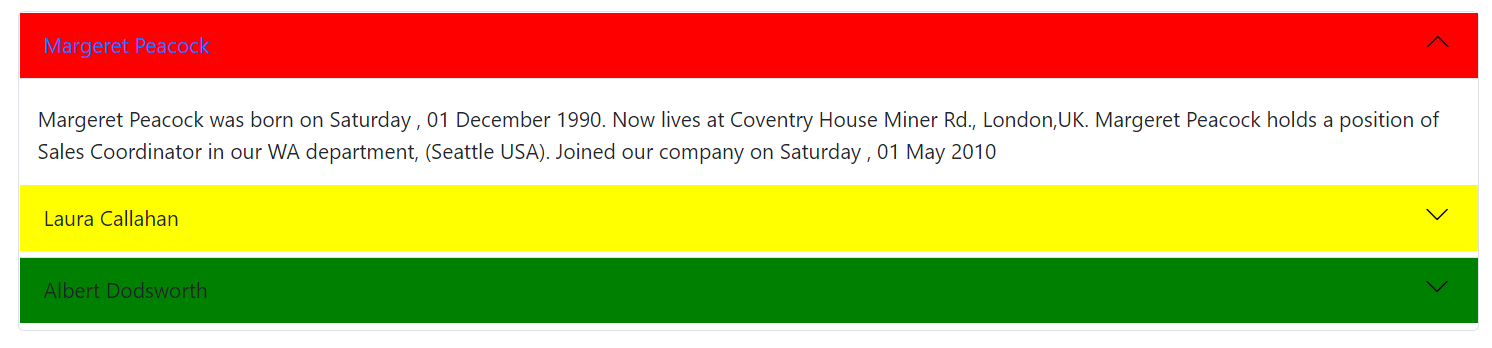 Margeret Peacock
Margeret Peacock was born on Saturday , 01 December 1990. Now lives at Coventry House Miner Rd., London,UK. Margeret Peacock holds a position of
Sales Coordinator in our WA department, (Seattle USA). Joined our company on Saturday , 01 May 2010
Laura Callahan
Albert Dodsworth